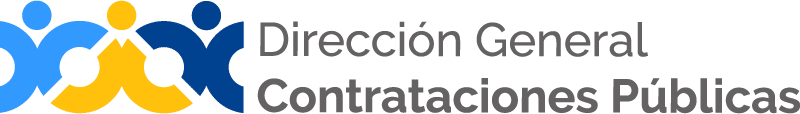 Dirección General
Contrataciones Públicas